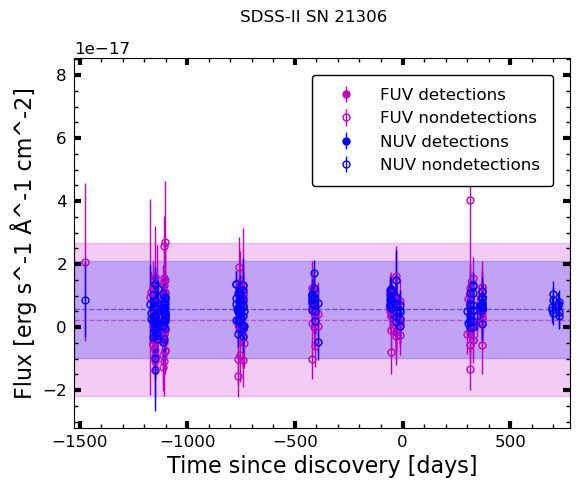 SDSS-II SN 21306
1e−17
8
6
4
2
0
−2
Flux [erg s^-1 Å^-1 cm^-2]
FUV detections
FUV nondetections
NUV detections
NUV nondetections
−1500 −1000 −500 0 500
Time since discovery [days]